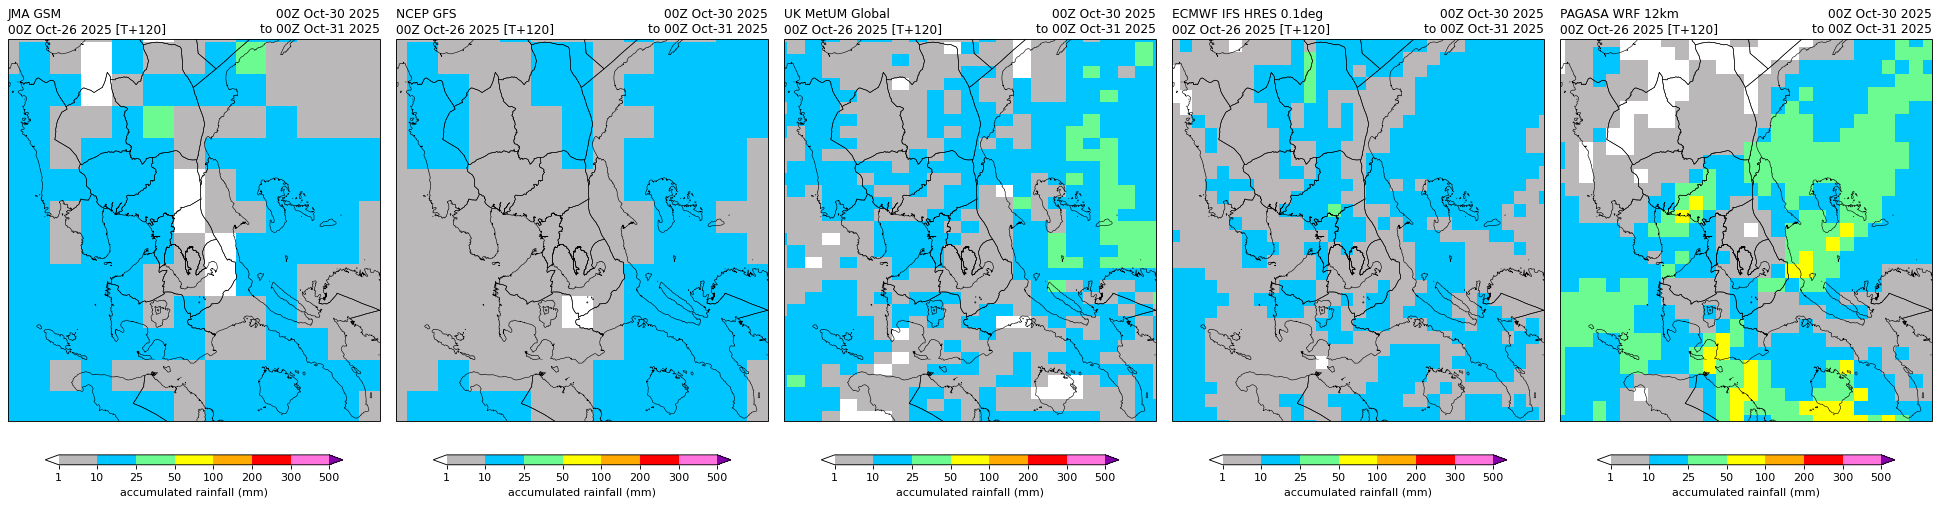 JMA GSM 00Z Oct-30 2025
00Z Oct-26 2025 [T+120] to 00Z Oct-31 2025
1 10 25 50 100 200 300 500
accumulated rainfall (mm)
NCEP GFS 00Z Oct-30 2025
00Z Oct-26 2025 [T+120] to 00Z Oct-31 2025
1 10 25 50 100 200 300 500
accumulated rainfall (mm)
UK MetUM Global 00Z Oct-30 2025
00Z Oct-26 2025 [T+120] to 00Z Oct-31 2025
1 10 25 50 100 200 300 500
accumulated rainfall (mm)
ECMWF IFS HRES 0.1deg 00Z Oct-30 2025
00Z Oct-26 2025 [T+120] to 00Z Oct-31 2025
1 10 25 50 100 200 300 500
accumulated rainfall (mm)
PAGASA WRF 12km 00Z Oct-30 2025
00Z Oct-26 2025 [T+120] to 00Z Oct-31 2025
1 10 25 50 100 200 300 500
accumulated rainfall (mm)